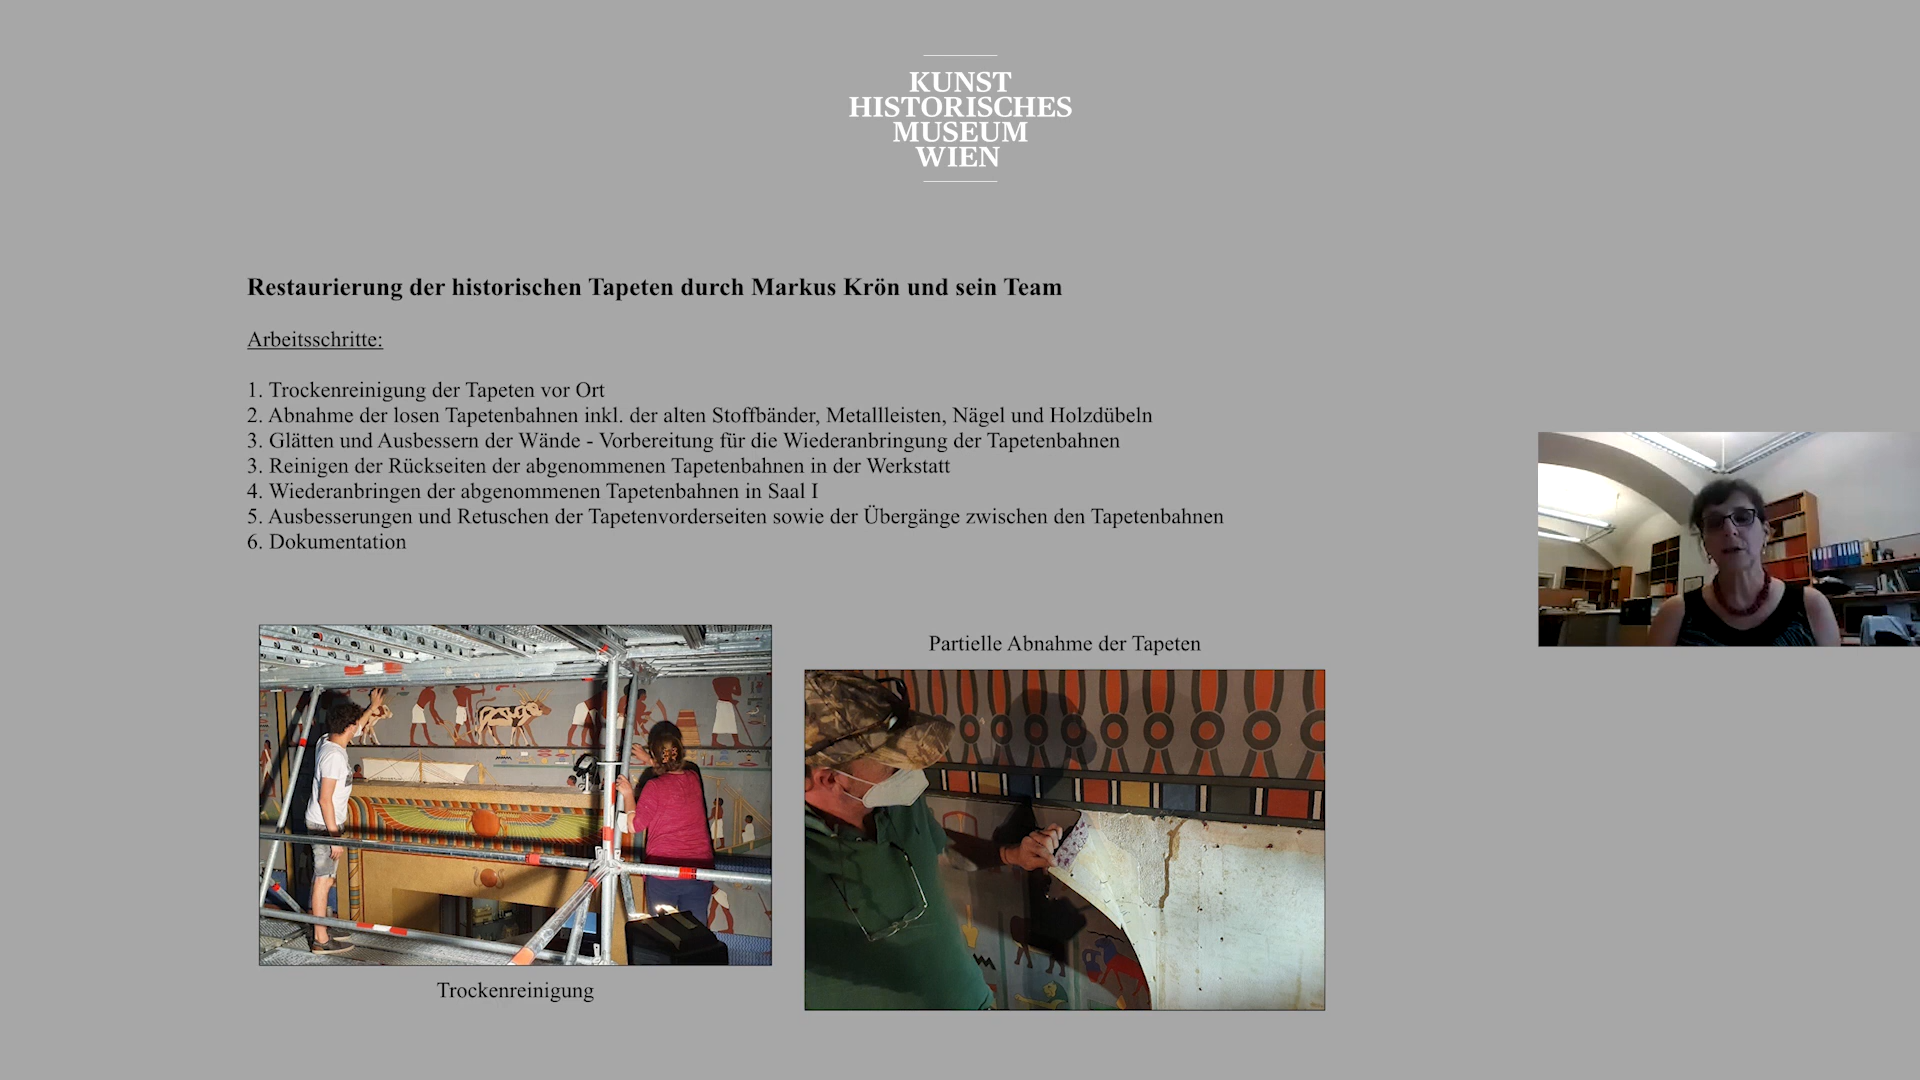 KUNST
HISTORISCHES
MUSEUM
WIEN
Restaurierung der historischen Tapeten durch Markus Krön und sein Team
Arbeitsschritte:
1. Trockenreinigung der Tapeten vor Ort
2. Abnahme der losen Tapetenbahnen inkl. der alten Stoffbänder, Metallleisten, Nägel und Holzdübeln
3. Glätten und Ausbessern der Wände - Vorbereitung für die Wiederanbringung der Tapetenbahnen
3. Reinigen der Rückseiten der abgenommenen Tapetenbahnen in der Werkstatt
4. Wiederanbringen der abgenommenen Tapetenbahnen in Saal I
5. Ausbesserungen und Retuschen der Tapetenvorderseiten sowie der Übergänge zwischen den Tapetenbahnen
6. Dokumentation
Partielle Abnahme der Tapeten
Trockenreinigung